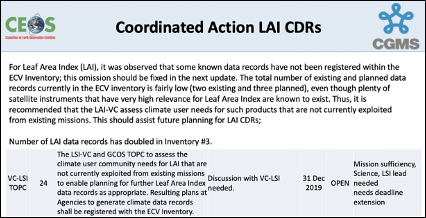 CEOS
Coordinated Action LAI CDRs
CGMS
For Leaf Area Index (LAI), it was observed that some known data records have not been registered within the
ECV Inventory; this omission should be fixed in the next update. The total number of existing and planned data
records currently in the ECV inventory is fairly low (two existing and three planned), even though plenty of
satellite instruments that have very high relevance for Leaf Area Index are known to exist. Thus, it is
recommended that the LAI-VC assess climate user needs for such products that are not currently exploited
from existing missions. This should assist future planning for LAI CDRs;
Number of LAI data records has doubled in Inventory #3.
VC-LSI
TOPC
24
The LSI-VC and GCOS TOPC to assess the
climate user community needs for LAI that are
not currently exploited from existing missions
to enable planning for further Leaf Area Index
data records as appropriate. Resulting plans at
Agencies to generate climate data records
shall be registered with the ECV Inventory.
Discussion with VC-LSI
needed.
31 Dec
2019
OPEN
Mission sufficiency,
Science, LSI lead
needed
needs deadline
extension